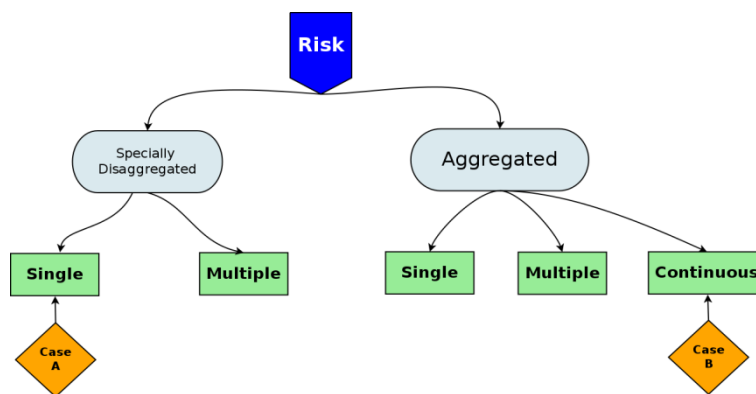 Risk
Specially
Disaggregated
Aggregated
Single
Multiple
Single
Multiple
Continuous
Case
A
Case
B